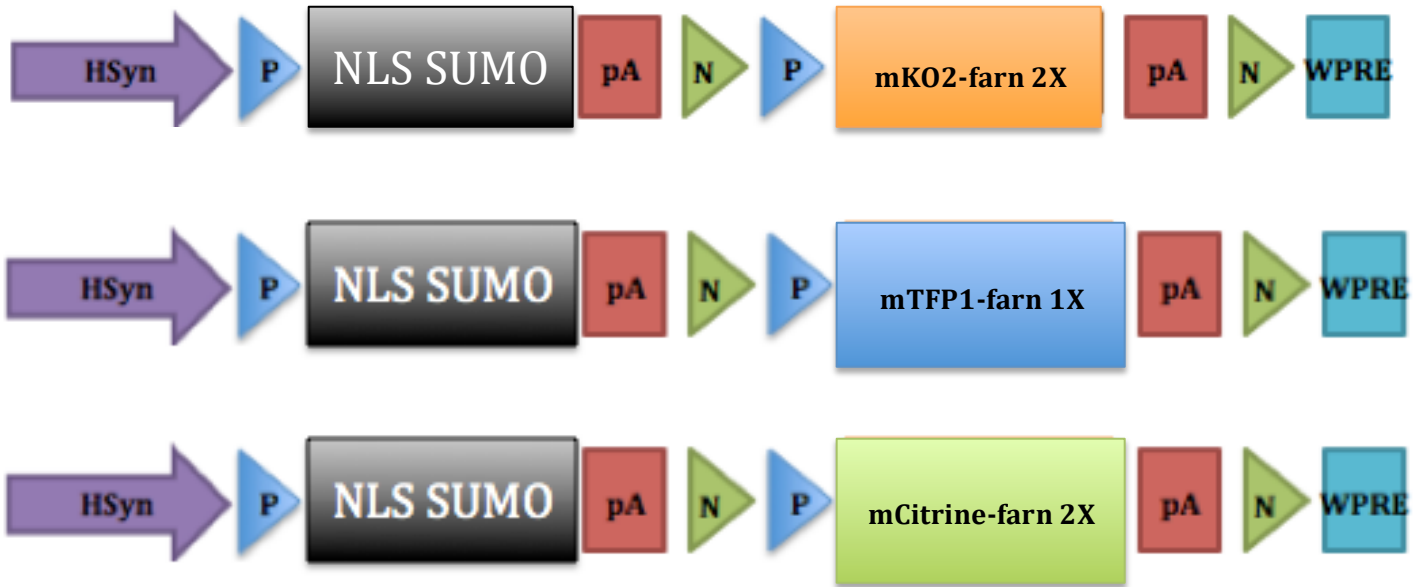 HSyn P NLS SUMO pA N P mKO2-farn 2X pA N WPRE
HSyn P NLS SUMO pA N P mTFP1-farn 1X pA N WPRE
HSyn P NLS SUMO pA N P mCitrine-farn 2X pA N WPRE